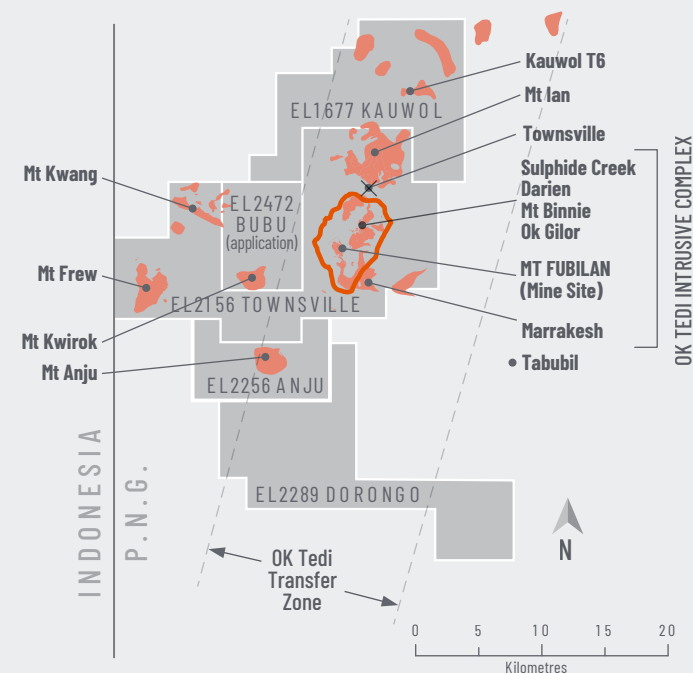 Kauwol T6
EL1677 KAUWOL
Mt Ian
Townsville
Sulphide Creek
Darien
Mt Binnie
Ok Gilor
MT FUBILAN
(Mine Site)
Marrakesh
Tabubil
OK TEDI INTRUSIVE COMPLEX
Mt Kwang
EL2472
BUBU
(application)
Mt Frew
EL2156 TOWNSVILLE
Mt Kwirok
Mt Anju
EL2256 ANJU
EL2289 DORONGO
INDONESIA
P.N.G.
OK Tedi
Transfer
Zone
N
0 5 10 15 20
Kilometres